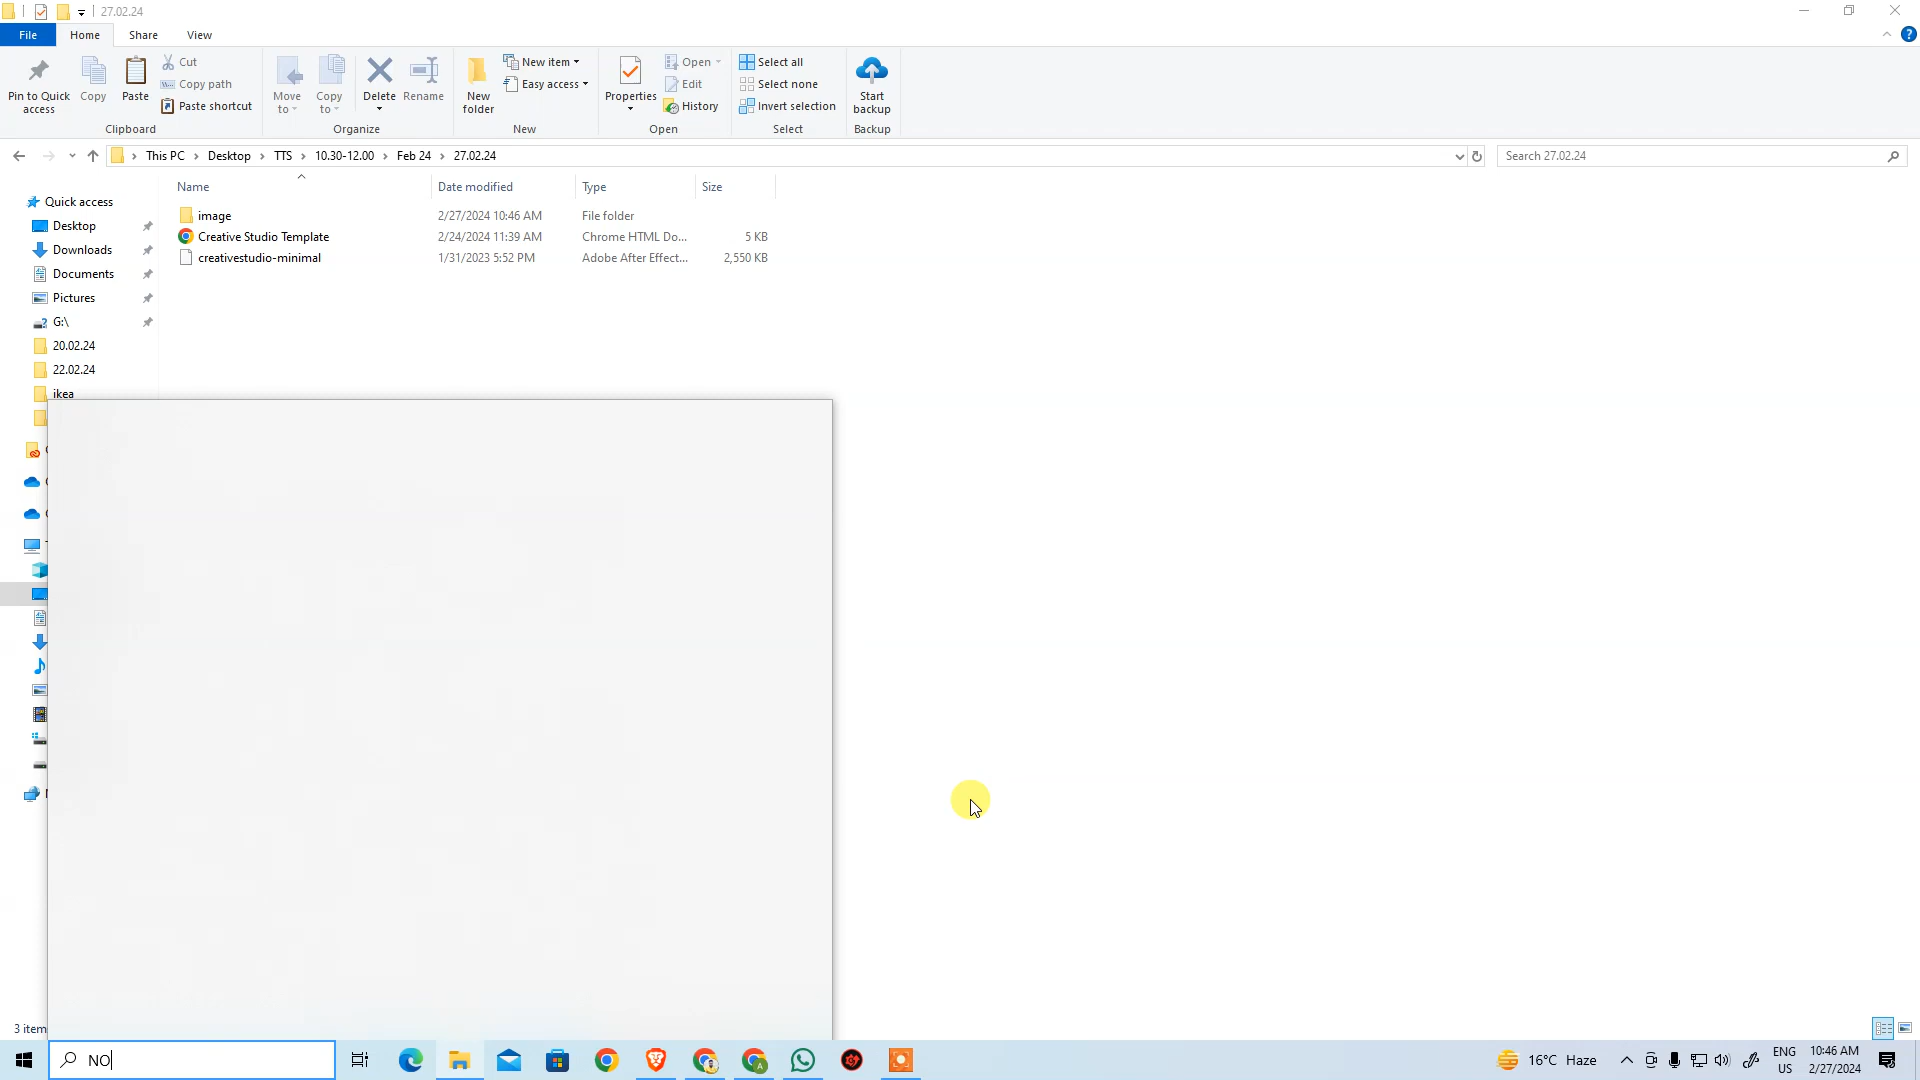 27.02.24
File Home Share View
Pin to Quick access
Copy
Paste
Cut
Copy path
Paste shortcut
Clipboard
Move to
Copy to
Delete
Rename
Organize
New folder
New item
Easy access
New
Properties
Open
Edit
History
Open
Select all
Select none
Invert selection
Select
Start backup
Backup
This PC > Desktop > TTS > 10.30-12.00 > Feb 24 > 27.02.24
Search 27.02.24
Name Date modified Type Size
image 2/27/2024 10:46 AM File folder
Creative Studio Template 2/24/2024 11:39 AM Chrome HTML Do... 5 KB
creativestudio-minimal 1/31/2023 5:52 PM Adobe After Effect... 2,550 KB
Quick access
Desktop
Downloads
Documents
Pictures
G:\
20.02.24
22.02.24
ikea
3 item
NO
16°C Haze
ENG
US
10:46 AM
2/27/2024